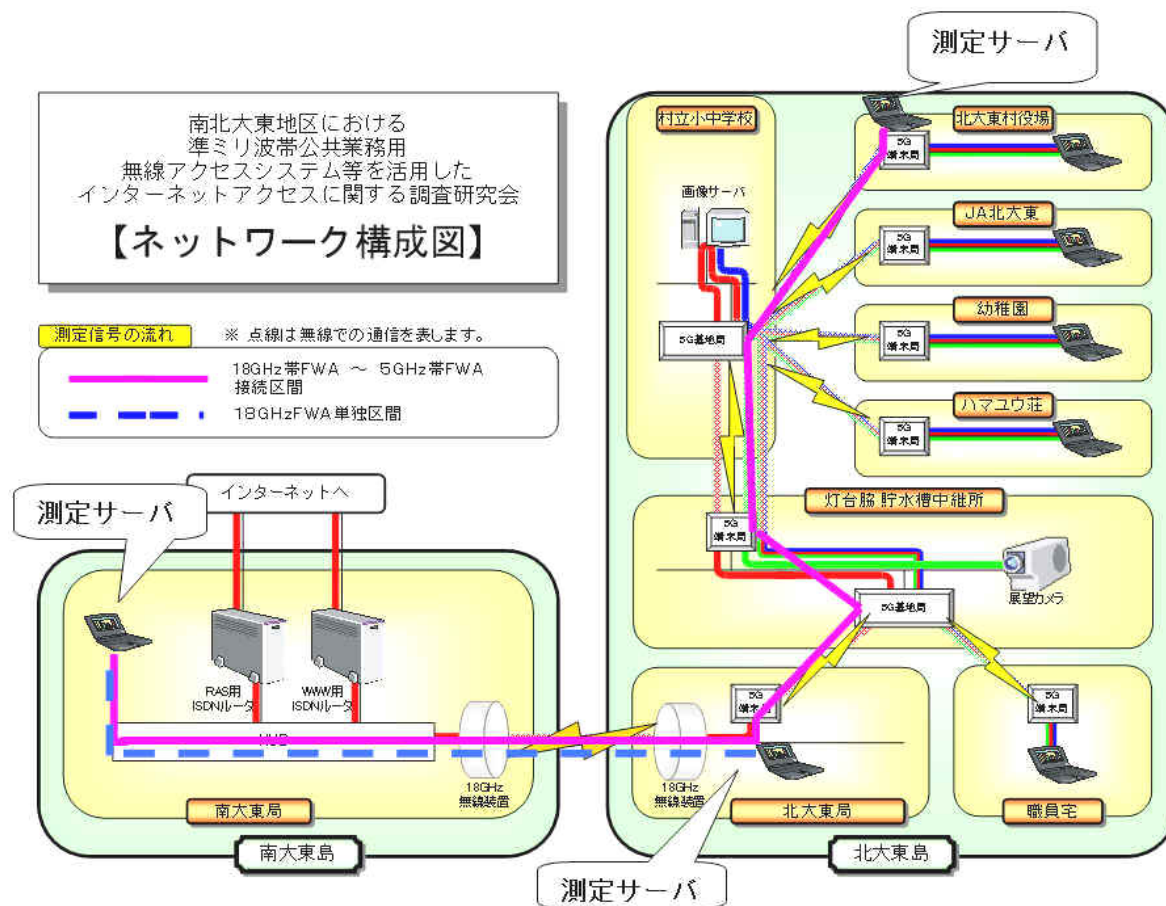 測定サーバ
南北大東地区における
準ミリ波帯公共業務用
無線アクセスシステム等を活用した
インターネットアクセスに関する調査研究会
【ネットワーク構成図】
測定信号の流れ
※ 点線は無線での通信を表します。
18GHz帯FWA ～ 5GHz帯FWA
接続区間
18GHzFWA単独区間
村立小中学校
画像サーバ
5G基地局
北大東村役場
5G
端末局
JA北大東
5G
端末局
幼稚園
5G
端末局
ハマユウ荘
5G
端末局
灯台脇 貯水槽中継所
5G
端末局
展望カメラ
5G基地局
インターネットへ
測定サーバ
RAS用
ISDNルータ
WWW用
ISDNルータ
HUB
18GHz
無線装置
南大東局
南大東島
18GHz
無線装置
5G
端末局
北大東局
5G
端末局
職員宅
北大東島
測定サーバ